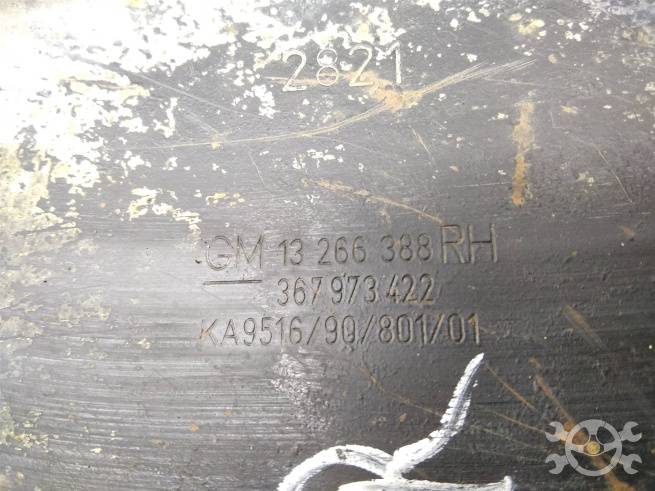 2821
GM 13 266 388 RH
367 973 422
KA9516/90/801/01